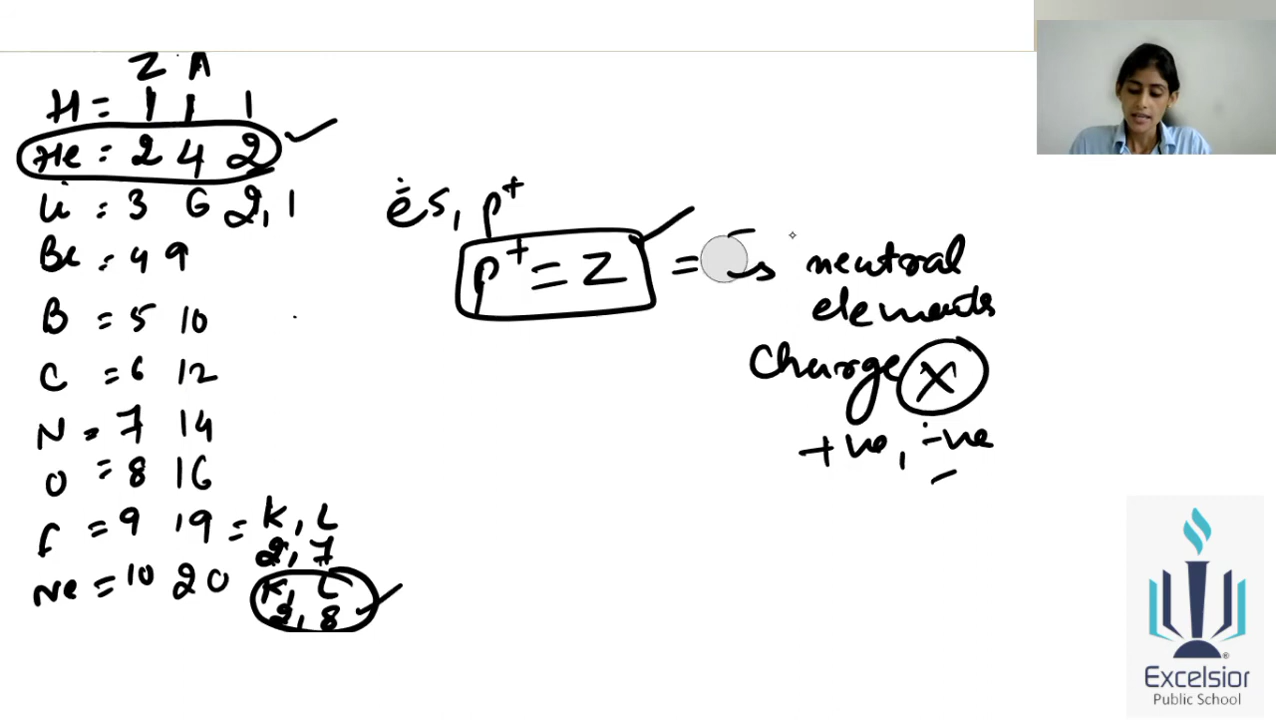 Z A
H = 1 1 1
He = 2 4 2
Li = 3 6 2, 1
Be = 4 9
B = 5 10
C = 6 12
N = 7 14
O = 8 16
F = 9 19 = K, L
2, 7
Ne = 10 20 K, L
2, 8
ēs, p+
p+ = Z =
neutral
elements
Charge X
+ve, -ve
Excelsior
Public School